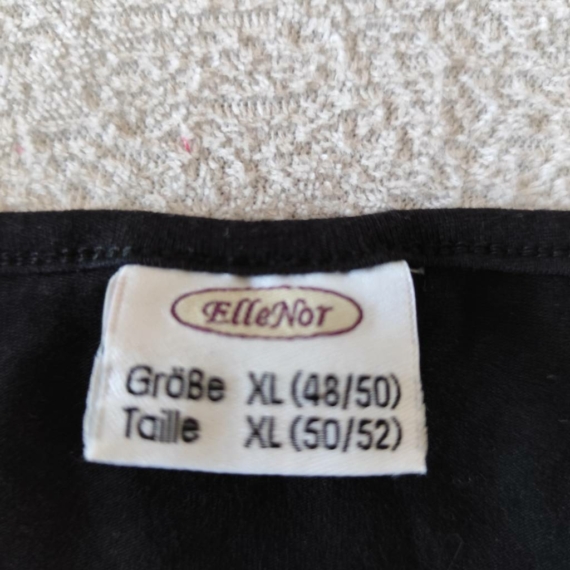 ElleNor
Größe XL (48/50)
Taille XL (50/52)